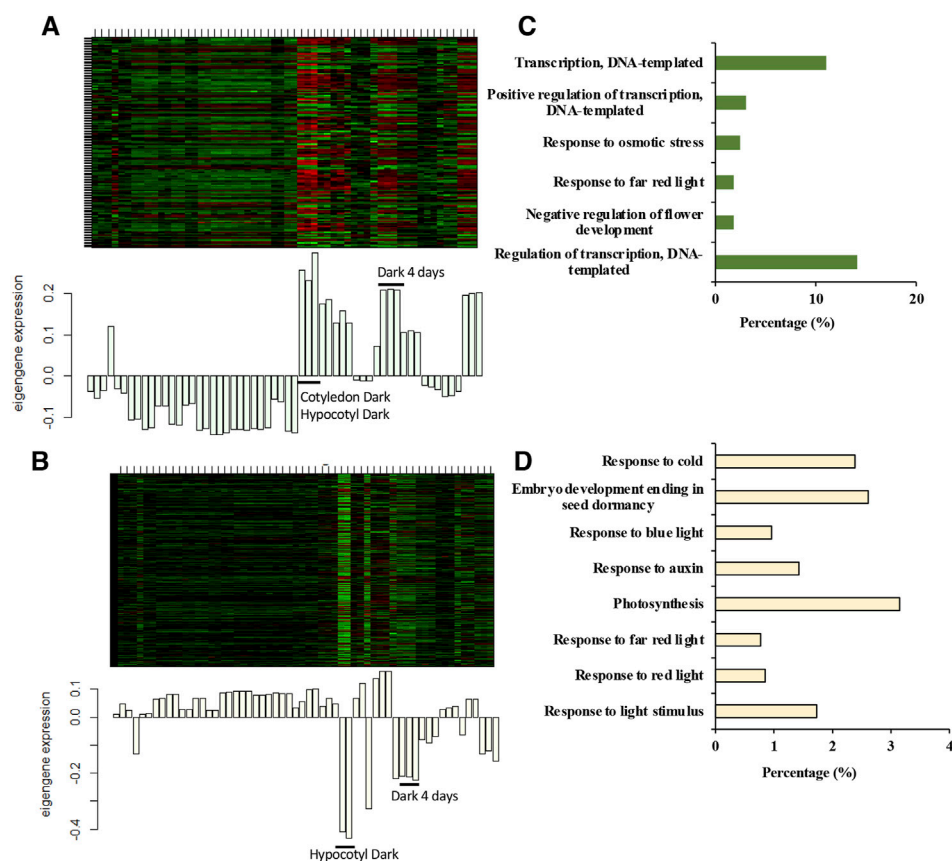 A
eigengene expression
0.2
0.1
0.0
-0.1
Dark 4 days
Cotyledon Dark
Hypocotyl Dark
B
eigengene expression
0.1
0.0
-0.2
-0.4
Dark 4 days
Hypocotyl Dark
C
Transcription, DNA-templated
Positive regulation of transcription,
DNA-templated
Response to osmotic stress
Response to far red light
Negative regulation of flower
development
Regulation of transcription, DNA-
templated
0 10 20
Percentage (%)
D
Response to cold
Embryo development ending in
seed dormancy
Response to blue light
Response to auxin
Photosynthesis
Response to far red light
Response to red light
Response to light stimulus
0 1 2 3 4
Percentage (%)